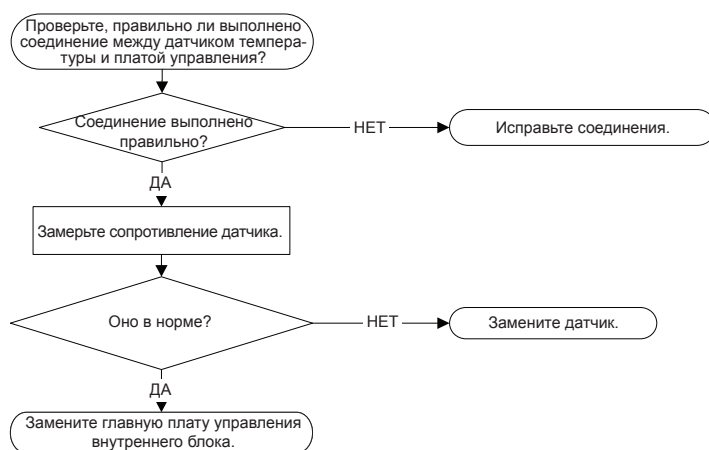 Проверьте, правильно ли выполнено
соединение между датчиком темпера-
туры и платой управления?
Соединение выполнено
правильно?
НЕТ
Исправьте соединения.
ДА
Замерьте сопротивление датчика.
Оно в норме?
НЕТ
Замените датчик.
ДА
Замените главную плату управления
внутреннего блока.